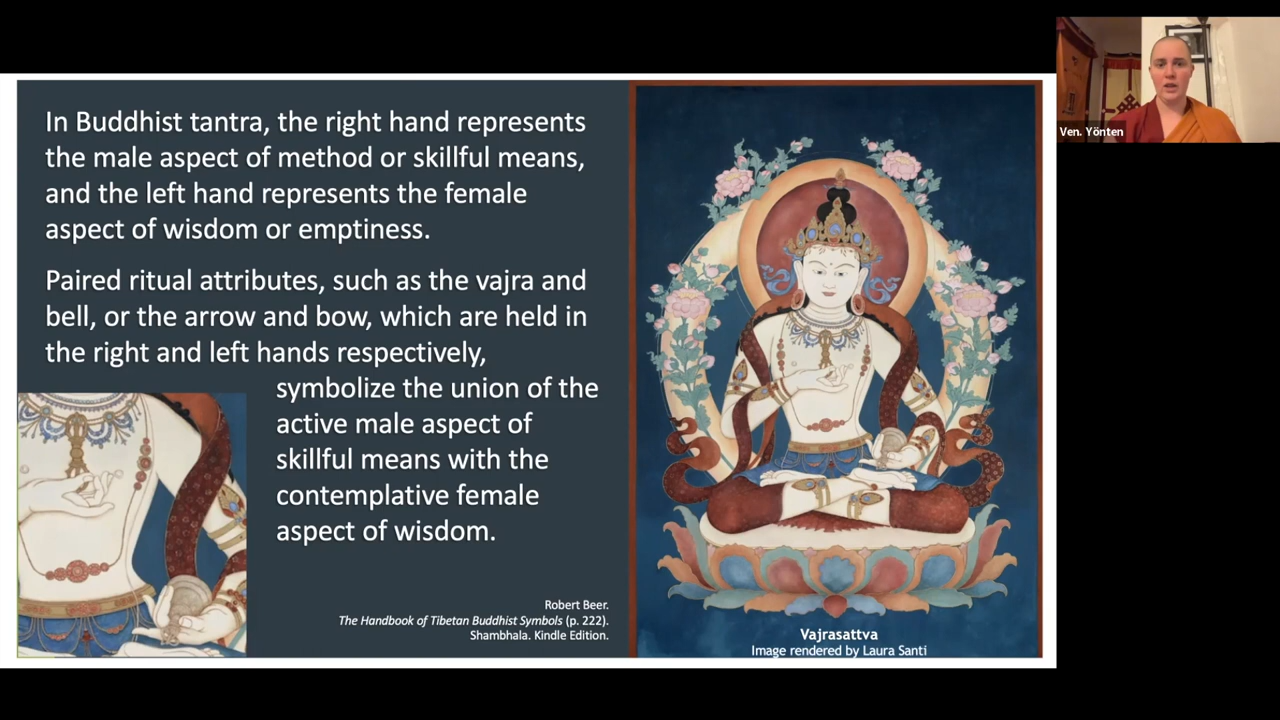 In Buddhist tantra, the right hand represents
the male aspect of method or skillful means,
and the left hand represents the female
aspect of wisdom or emptiness.
Paired ritual attributes, such as the vajra and
bell, or the arrow and bow, which are held in
the right and left hands respectively,
symbolize the union of the
active male aspect of
skillful means with the
contemplative female
aspect of wisdom.
Robert Beer.
The Handbook of Tibetan Buddhist Symbols (p. 222).
Shambhala. Kindle Edition.
Vajrasattva
Image rendered by Laura Santi
Ven. Yönten